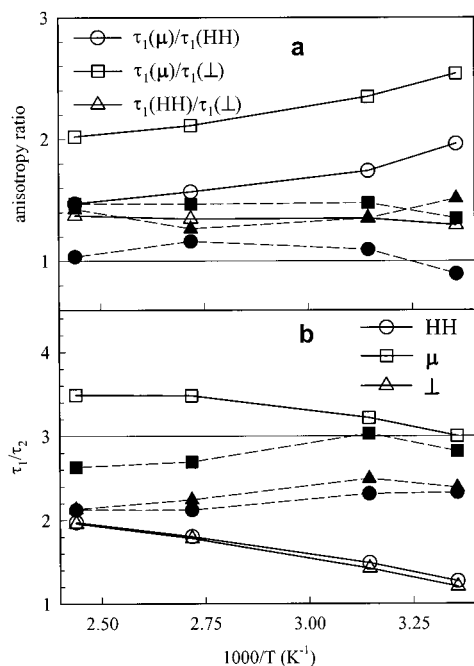 3
τ₁(μ)/τ₁(HH)
a
τ₁(μ)/τ₁(⊥)
τ₁(HH)/τ₁(⊥)
2
anisotropy ratio
1
b
HH
μ
⊥
4
3
τ₁/τ₂
2
1
2.50 2.75 3.00 3.25
1000/T (K⁻¹)